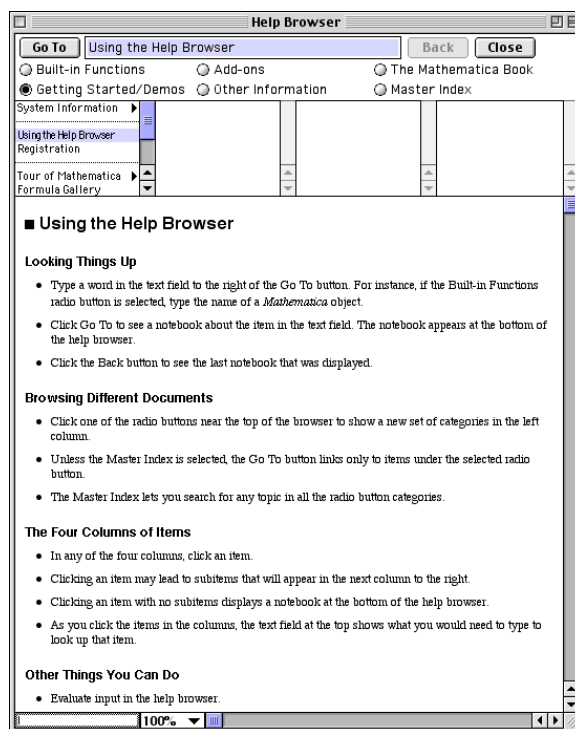 Help Browser
Go To Using the Help Browser Back Close
Built-in Functions Add-ons The Mathematica Book
Getting Started/Demos Other Information Master Index
System Information
Using the Help Browser
Registration
Tour of Mathematica
Formula Gallery
Using the Help Browser
Looking Things Up
• Type a word in the text field to the right of the Go To button. For instance, if the Built-in Functions
radio button is selected, type the name of a Mathematica object.
• Click Go To to see a notebook about the item in the text field. The notebook appears at the bottom of
the help browser.
• Click the Back button to see the last notebook that was displayed.
Browsing Different Documents
• Click one of the radio buttons near the top of the browser to show a new set of categories in the left
column.
• Unless the Master Index is selected, the Go To button links only to items under the selected radio
button.
• The Master Index lets you search for any topic in all the radio button categories.
The Four Columns of Items
• In any of the four columns, click an item.
• Clicking an item may lead to subitems that will appear in the next column to the right.
• Clicking an item with no subitems displays a notebook at the bottom of the help browser.
• As you click the items in the columns, the text field at the top shows what you would need to type to
look up that item.
Other Things You Can Do
• Evaluate input in the help browser.
100%